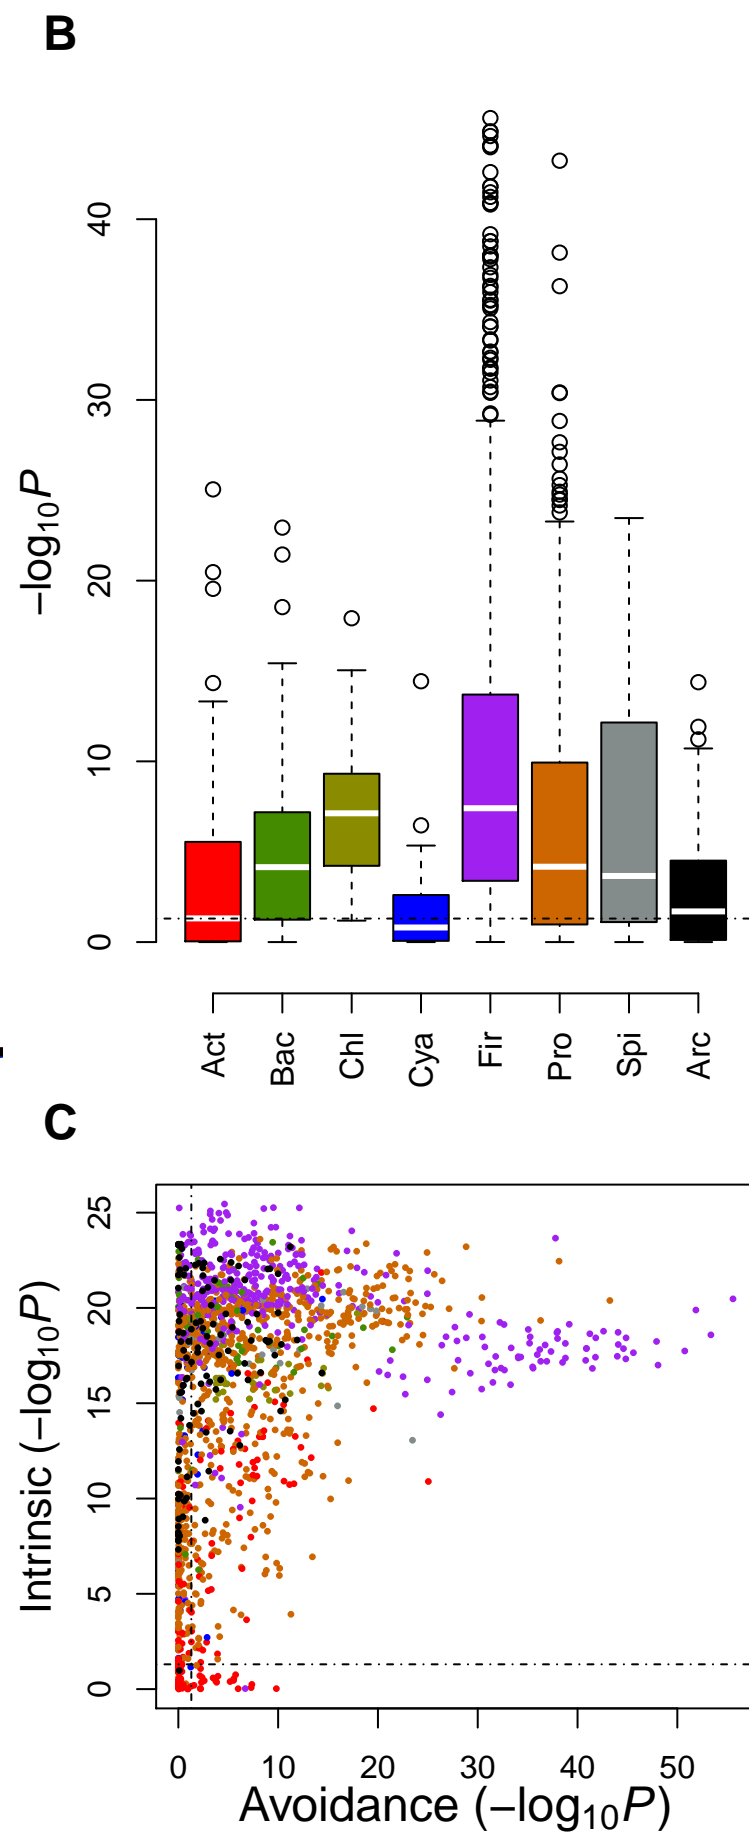 B
−log₁₀P
40
30
20
10
0
Act
Bac
Chl
Cya
Fir
Pro
Spi
Arc
C
Intrinsic (−log₁₀P)
25
20
15
10
5
0
0 10 20 30 40 50
Avoidance (−log₁₀P)